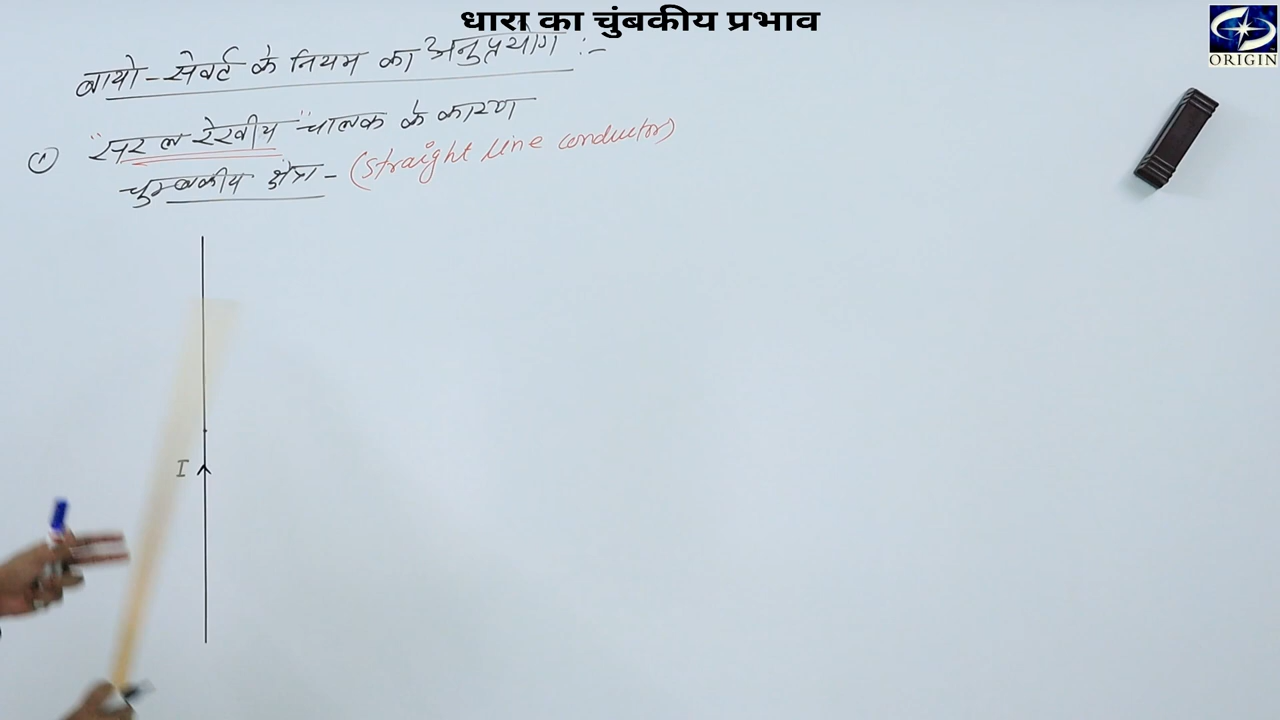 धारा का चुंबकीय प्रभाव
ORIGIN
बायो-सेवर्ट के नियम का अनुप्रयोग :-
① "सरल रेखीय" चालक के कारण
चुम्बकीय क्षेत्र - (straight line conductor)
I